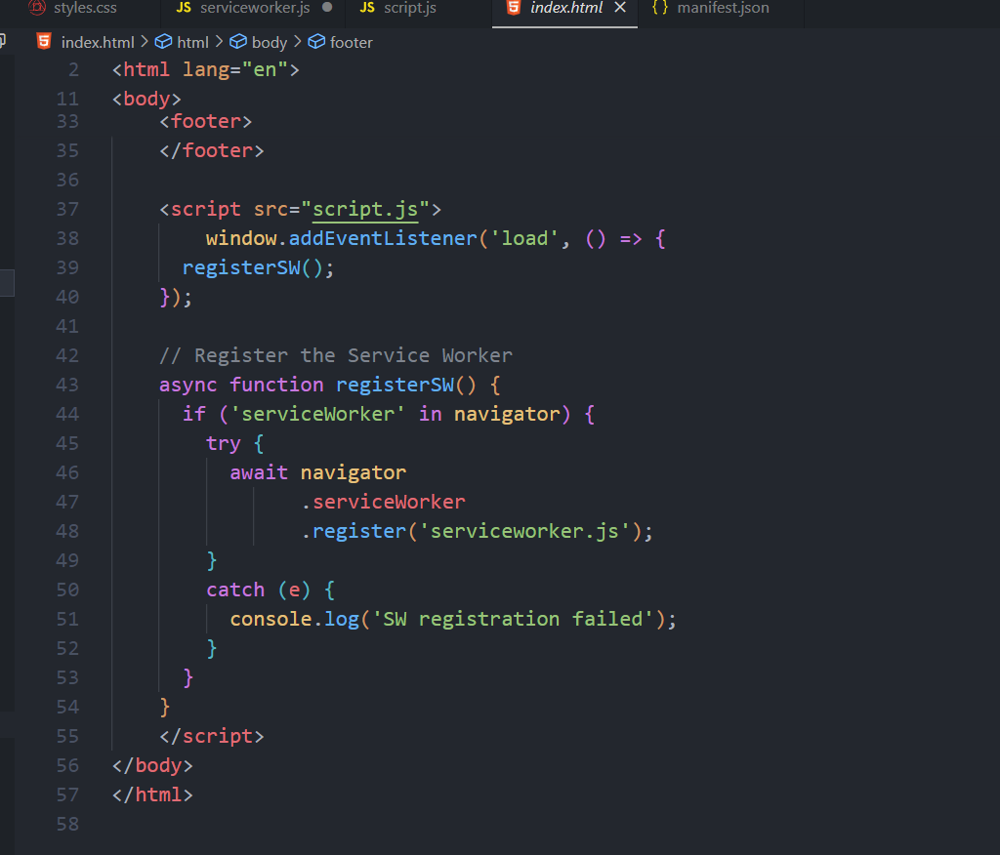 styles.css JS serviceworker.js JS script.js index.html {} manifest.json
index.html html body footer
2 <html lang="en">
11 <body>
33 <footer>
35 </footer>
36
37 <script src="script.js">
38 window.addEventListener('load', () => {
39 registerSW();
40 });
41
42 // Register the Service Worker
43 async function registerSW() {
44 if ('serviceWorker' in navigator) {
45 try {
46 await navigator
47 .serviceWorker
48 .register('serviceworker.js');
49 }
50 catch (e) {
51 console.log('SW registration failed');
52 }
53 }
54 }
55 </script>
56 </body>
57 </html>
58